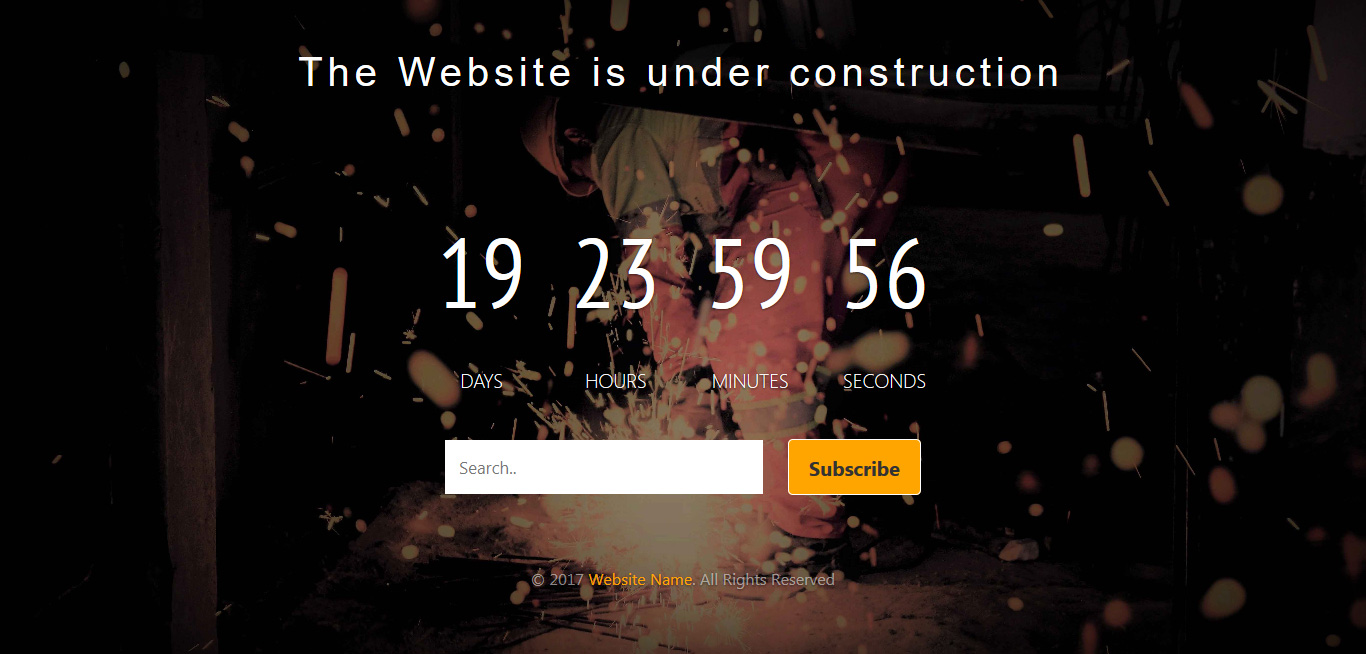 The Website is under construction
19 23 59 56
DAYS HOURS MINUTES SECONDS
Search.. Subscribe
© 2017 Website Name. All Rights Reserved